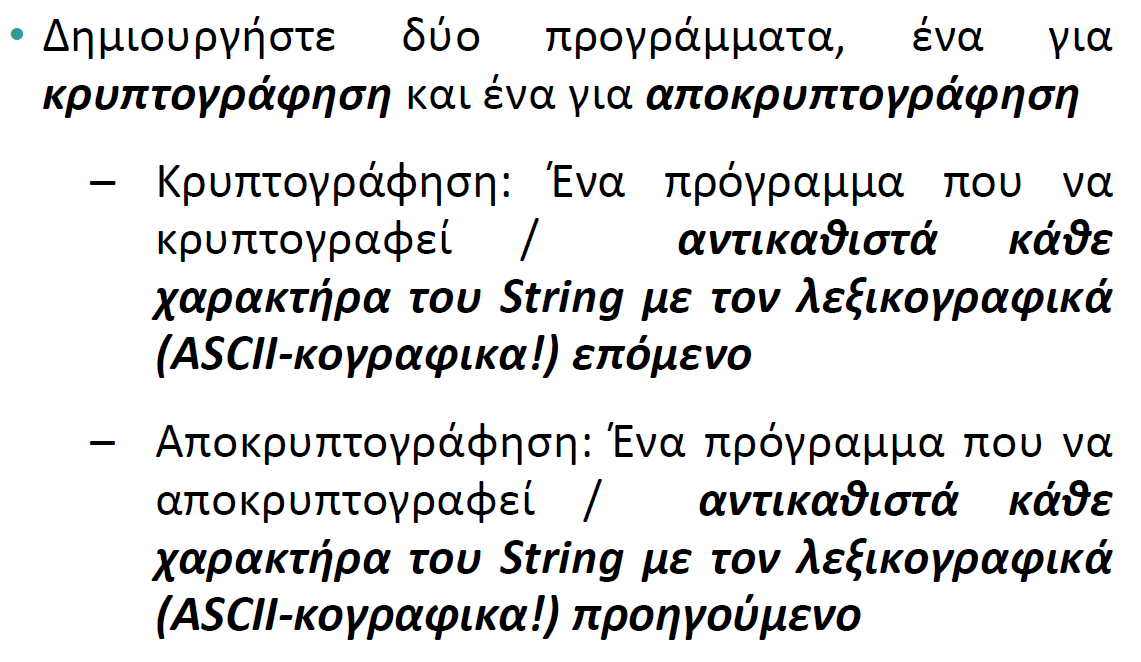 • Δημιουργήστε δύο προγράμματα, ένα για
κρυπτογράφηση και ένα για αποκρυπτογράφηση
– Κρυπτογράφηση: Ένα πρόγραμμα που να
κρυπτογραφεί / αντικαθιστά κάθε
χαρακτήρα του String με τον λεξικογραφικά
(ASCII-κογραφικα!) επόμενο
– Αποκρυπτογράφηση: Ένα πρόγραμμα που να
αποκρυπτογραφεί / αντικαθιστά κάθε
χαρακτήρα του String με τον λεξικογραφικά
(ASCII-κογραφικα!) προηγούμενο